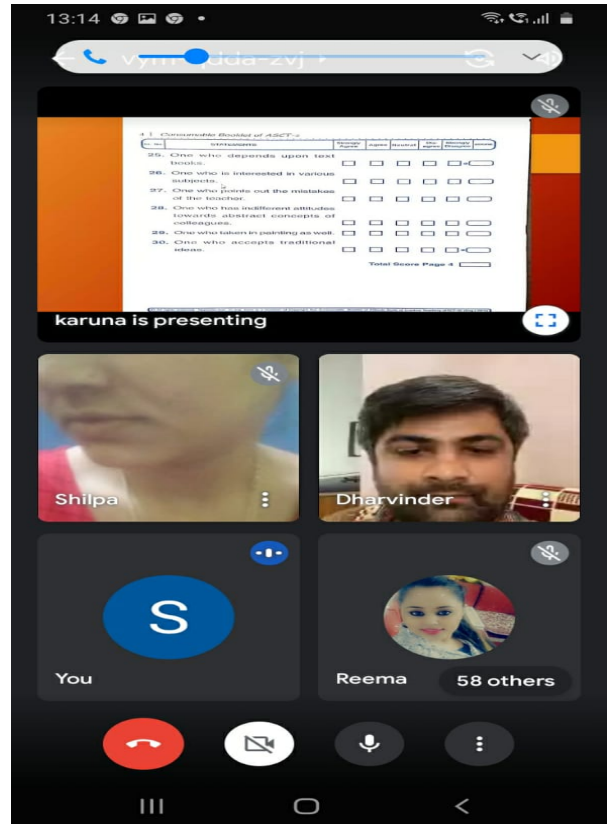 13:14
vym-qdda-zvj
4 | Consumable Booklet of ASCT-
STATEMENTS Strongly Agree Agree Neutral Dis-agree Strongly Disagree
25. One who depends upon text
books.
26. One who is interested in various
subjects.
27. One who points out the mistakes
of the teacher.
28. One who has indifferent attitudes
towards abstract concepts of
colleagues.
29. One who taken in painting as well.
30. One who accepts traditional
ideas.
Total Score Page 4
karuna is presenting
Shilpa
Dharvinder
S
You
Reema
58 others